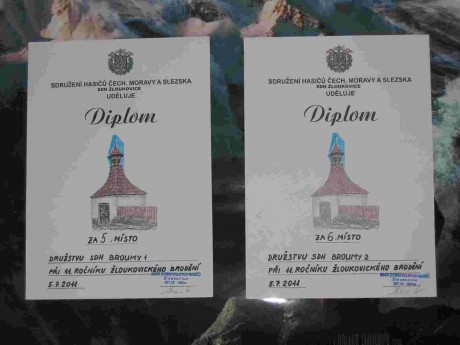 SDRUŽENÍ HASIČŮ ČECH, MORAVY A SLEZSKA
SDH ŽLOUKOVICE
UDĚLUJE
Diplom
ZA 5. MÍSTO
DRUŽSTVU SDH BROUMY 1
PŘI 11. ROČNÍKU ŽLOUKOVICKÉHO BRODĚNÍ
5.7.2011
SDRUŽENÍ HASIČŮ ČECH, MORAVY A SLEZSKA
SDH ŽLOUKOVICE
UDĚLUJE
Diplom
ZA 6. MÍSTO
DRUŽSTVU SDH BROUMY 2
PŘI 11. ROČNÍKU ŽLOUKOVICKÉHO BRODĚNÍ
5.7.2011